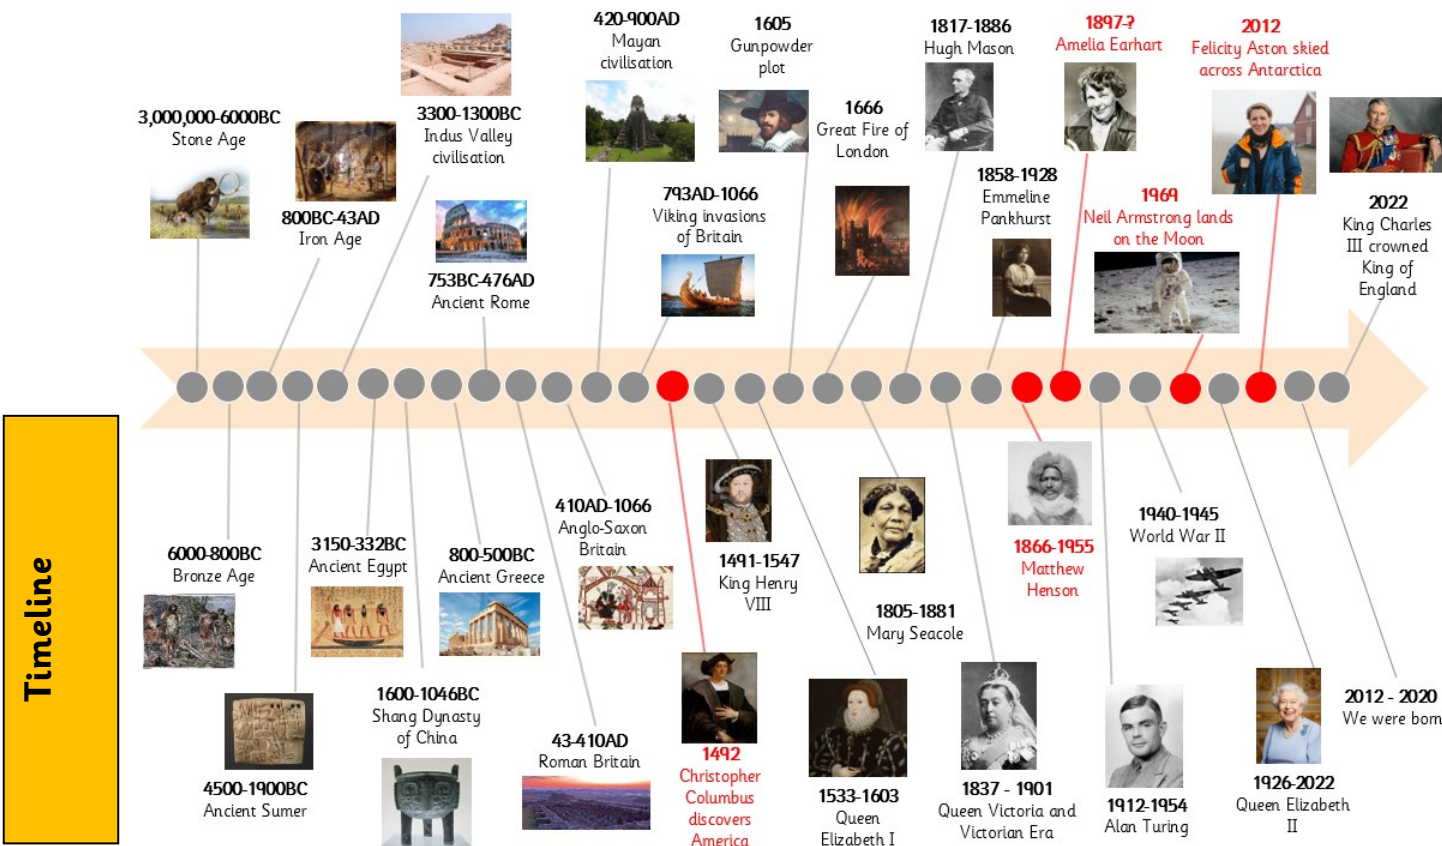 3,000,000-6000BC
Stone Age
800BC-43AD
Iron Age
3300-1300BC
Indus Valley
civilisation
753BC-476AD
Ancient Rome
420-900AD
Mayan
civilisation
793AD-1066
Viking invasions
of Britain
1605
Gunpowder
plot
1666
Great Fire of
London
1817-1886
Hugh Mason
1858-1928
Emmeline
Pankhurst
1897-?
Amelia Earhart
1969
Neil Armstrong lands
on the Moon
2012
Felicity Aston skied
across Antarctica
2022
King Charles
III crowned
King of
England
Timeline
6000-800BC
Bronze Age
4500-1900BC
Ancient Sumer
3150-332BC
Ancient Egypt
1600-1046BC
Shang Dynasty
of China
800-500BC
Ancient Greece
43-410AD
Roman Britain
410AD-1066
Anglo-Saxon
Britain
1492
Christopher
Columbus
discovers
America
1491-1547
King Henry
VIII
1533-1603
Queen
Elizabeth I
1805-1881
Mary Seacole
1837 - 1901
Queen Victoria and
Victorian Era
1866-1955
Matthew
Henson
1912-1954
Alan Turing
1940-1945
World War II
1926-2022
Queen Elizabeth
II
2012 - 2020
We were born